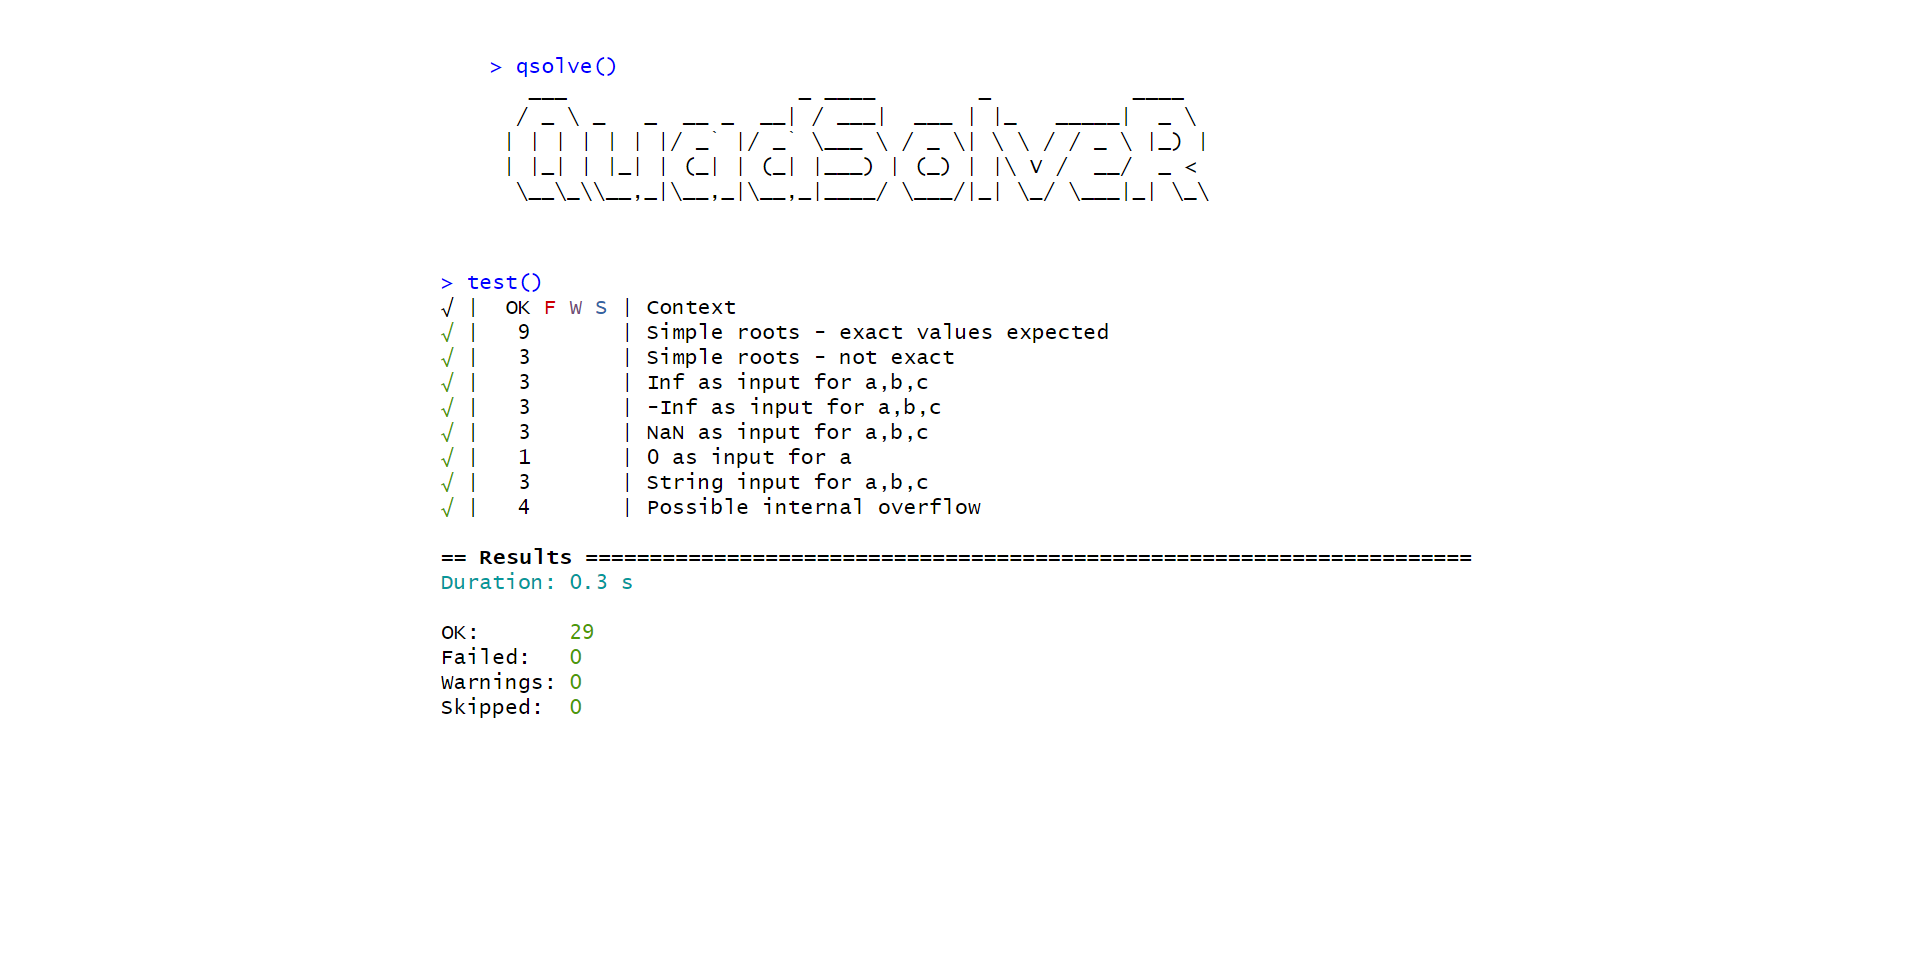 > qsolve()
QuadSolveR
> test()
√ |  OK F W S | Context
√ |   9       | Simple roots - exact values expected
√ |   3       | Simple roots - not exact
√ |   3       | Inf as input for a,b,c
√ |   3       | -Inf as input for a,b,c
√ |   3       | NaN as input for a,b,c
√ |   1       | 0 as input for a
√ |   3       | String input for a,b,c
√ |   4       | Possible internal overflow
== Results =====================================================================
Duration: 0.3 s
OK:       29
Failed:   0
Warnings: 0
Skipped:  0